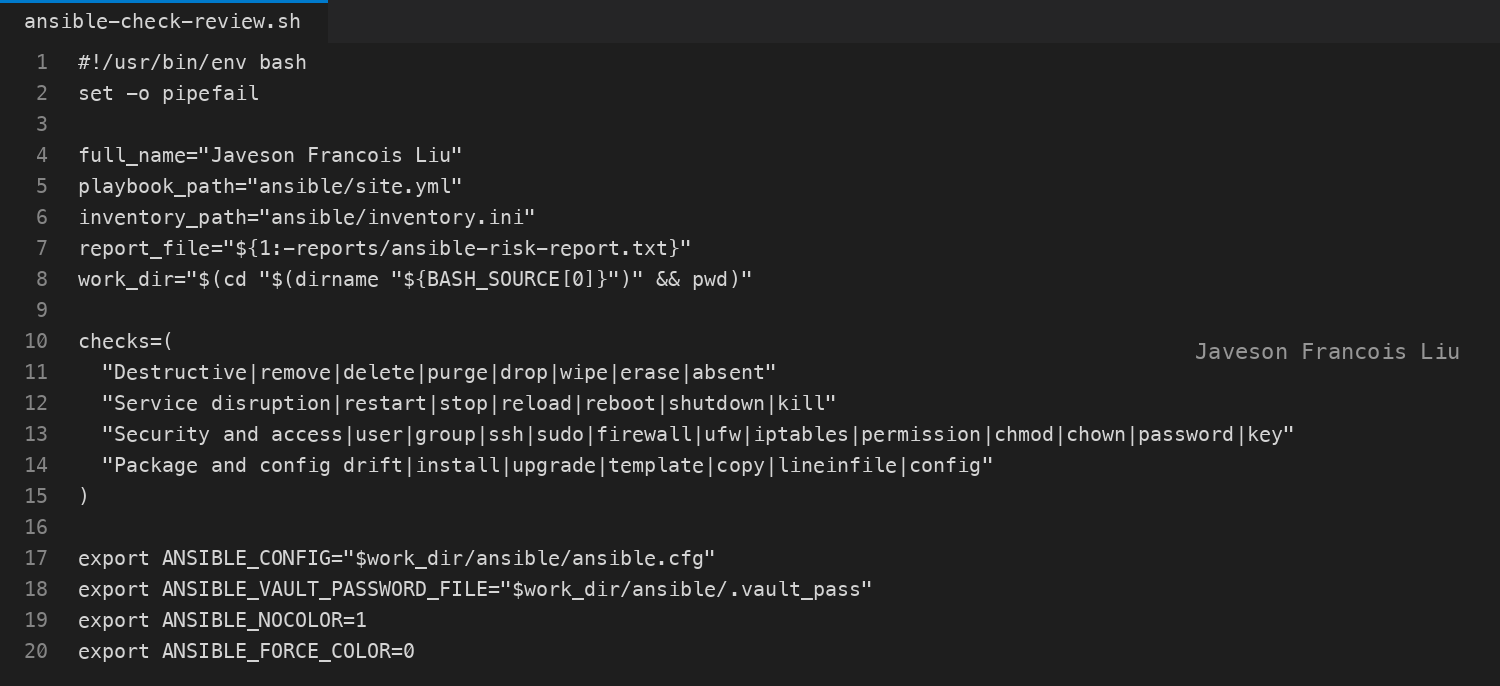 ansible-check-review.sh
1 #!/usr/bin/env bash
2 set -o pipefail
3
4 full_name="Javeson Francois Liu"
5 playbook_path="ansible/site.yml"
6 inventory_path="ansible/inventory.ini"
7 report_file="${1:-reports/ansible-risk-report.txt}"
8 work_dir="$(cd "$(dirname "${BASH_SOURCE[0]}")" && pwd)"
9
10 checks=(
Javeson Francois Liu
11   "Destructive|remove|delete|purge|drop|wipe|erase|absent"
12   "Service disruption|restart|stop|reload|reboot|shutdown|kill"
13   "Security and access|user|group|ssh|sudo|firewall|ufw|iptables|permission|chmod|chown|password|key"
14   "Package and config drift|install|upgrade|template|copy|lineinfile|config"
15 )
16
17 export ANSIBLE_CONFIG="$work_dir/ansible/ansible.cfg"
18 export ANSIBLE_VAULT_PASSWORD_FILE="$work_dir/ansible/.vault_pass"
19 export ANSIBLE_NOCOLOR=1
20 export ANSIBLE_FORCE_COLOR=0